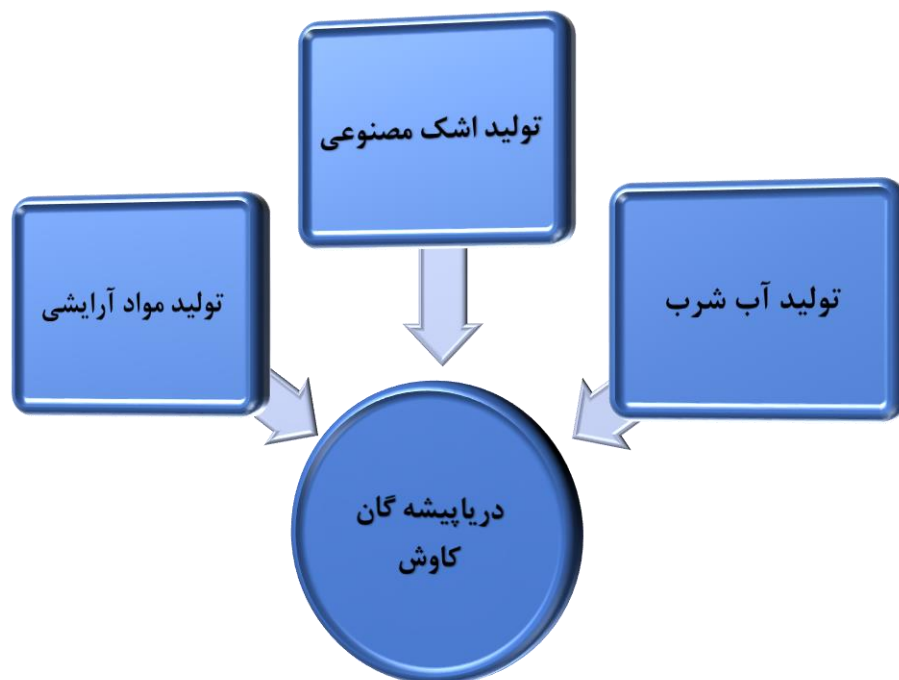 تولید اشک مصنوعی
تولید آب شرب
تولید مواد آرایشی
دریاپیشه گان
کاوش